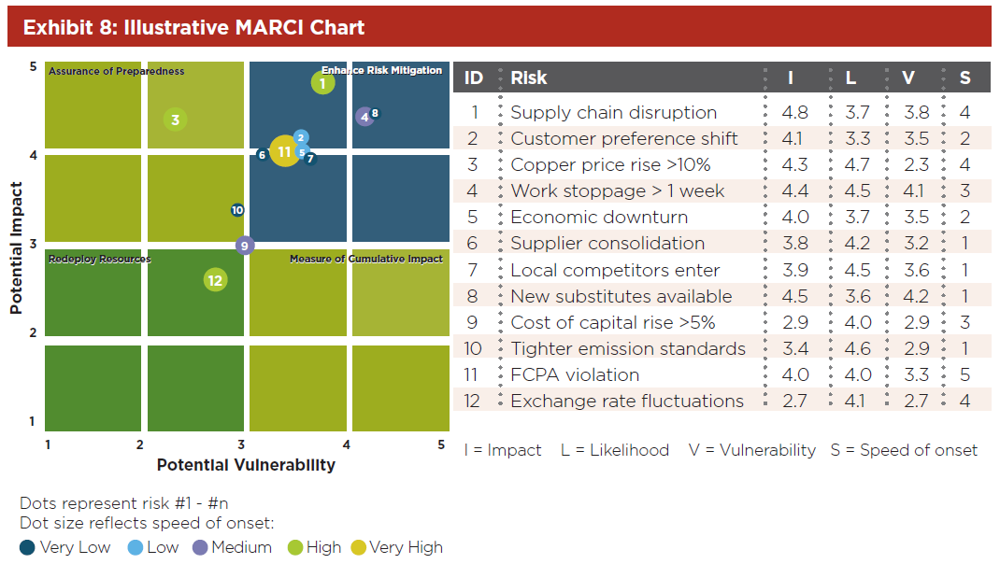 Exhibit 8: Illustrative MARCI Chart
5
Assurance of Preparedness
Enhance Risk Mitigation
1
3
4
8
2
4
6
11
5
7
10
3
9
Redeploy Resources
Measure of Cumulative Impact
12
2
1
Potential Impact
1 2 3 4 5
Potential Vulnerability
ID Risk I L V S
1 Supply chain disruption 4.8 3.7 3.8 4
2 Customer preference shift 4.1 3.3 3.5 2
3 Copper price rise >10% 4.3 4.7 2.3 4
4 Work stoppage > 1 week 4.4 4.5 4.1 3
5 Economic downturn 4.0 3.7 3.5 2
6 Supplier consolidation 3.8 4.2 3.2 1
7 Local competitors enter 3.9 4.5 3.6 1
8 New substitutes available 4.5 3.6 4.2 1
9 Cost of capital rise >5% 2.9 4.0 2.9 3
10 Tighter emission standards 3.4 4.6 2.9 1
11 FCPA violation 4.0 4.0 3.3 5
12 Exchange rate fluctuations 2.7 4.1 2.7 4
I = Impact L = Likelihood V = Vulnerability S = Speed of onset
Dots represent risk #1 - #n
Dot size reflects speed of onset:
Very Low Low Medium High Very High